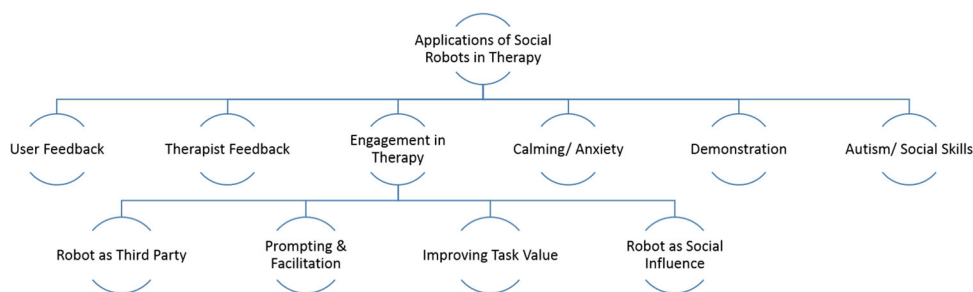 Applications of Social
Robots in Therapy
User Feedback
Therapist Feedback
Engagement in
Therapy
Calming/ Anxiety
Demonstration
Autism/ Social Skills
Robot as Third Party
Prompting &
Facilitation
Improving Task Value
Robot as Social
Influence